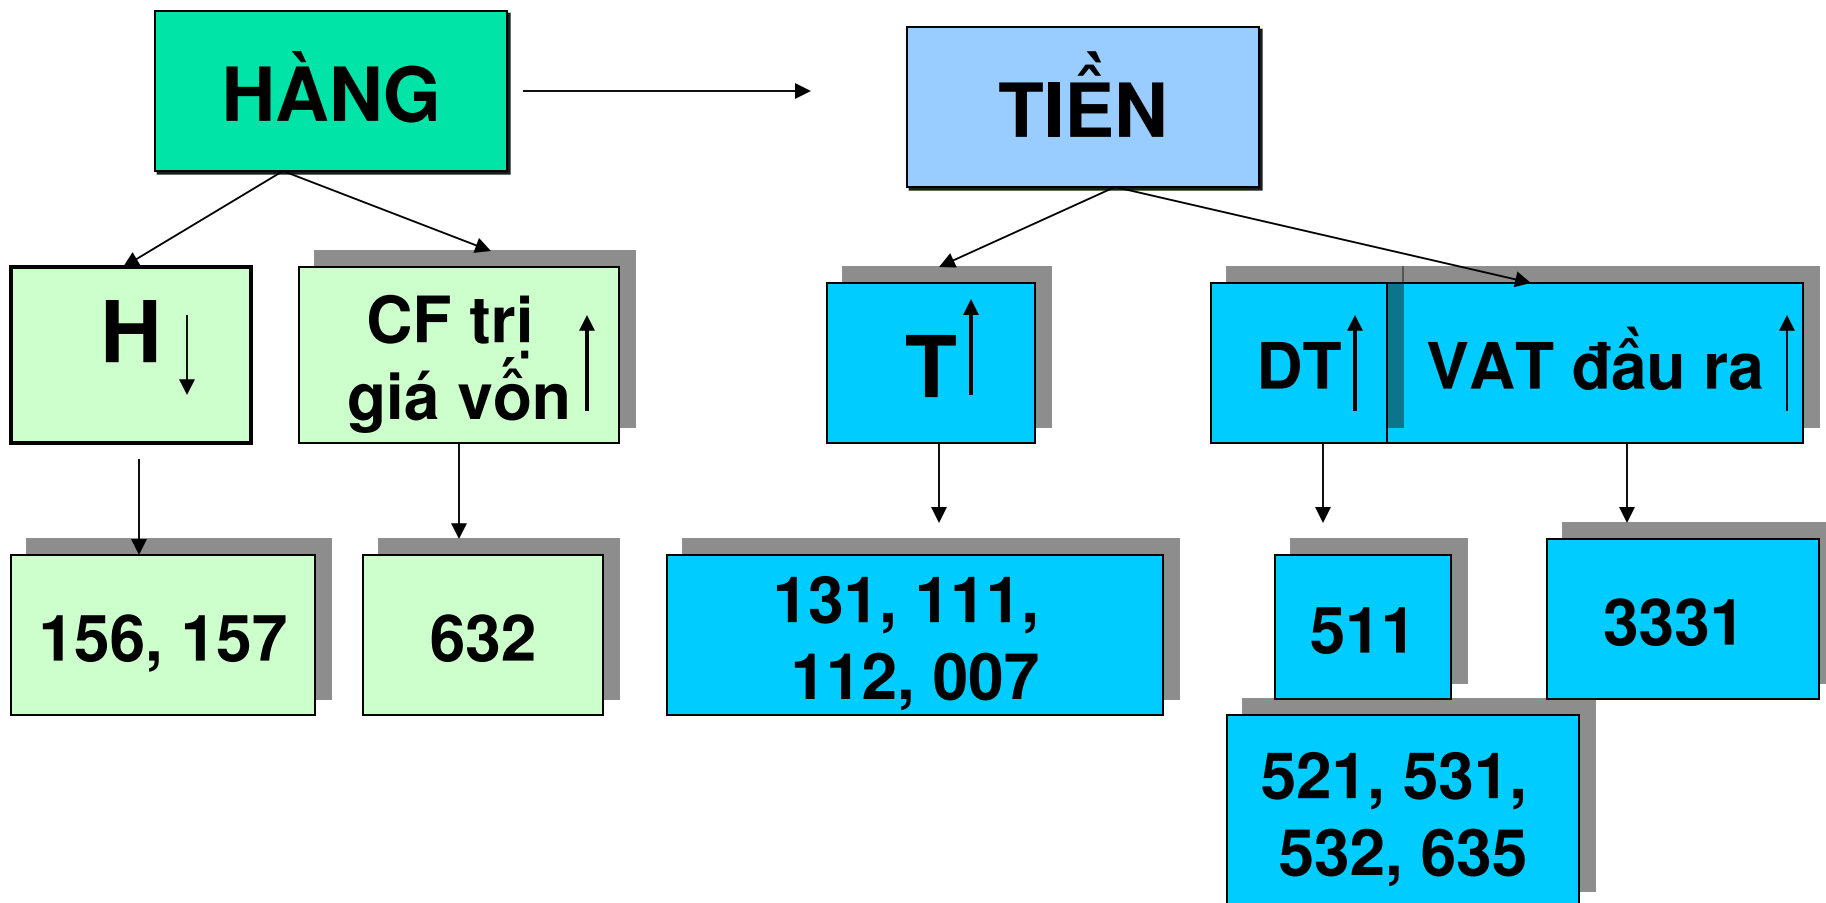 HÀNG
TIỀN
H
CF trị
giá vốn
T
DT
VAT đầu ra
156, 157
632
131, 111,
112, 007
511
3331
521, 531,
532, 635